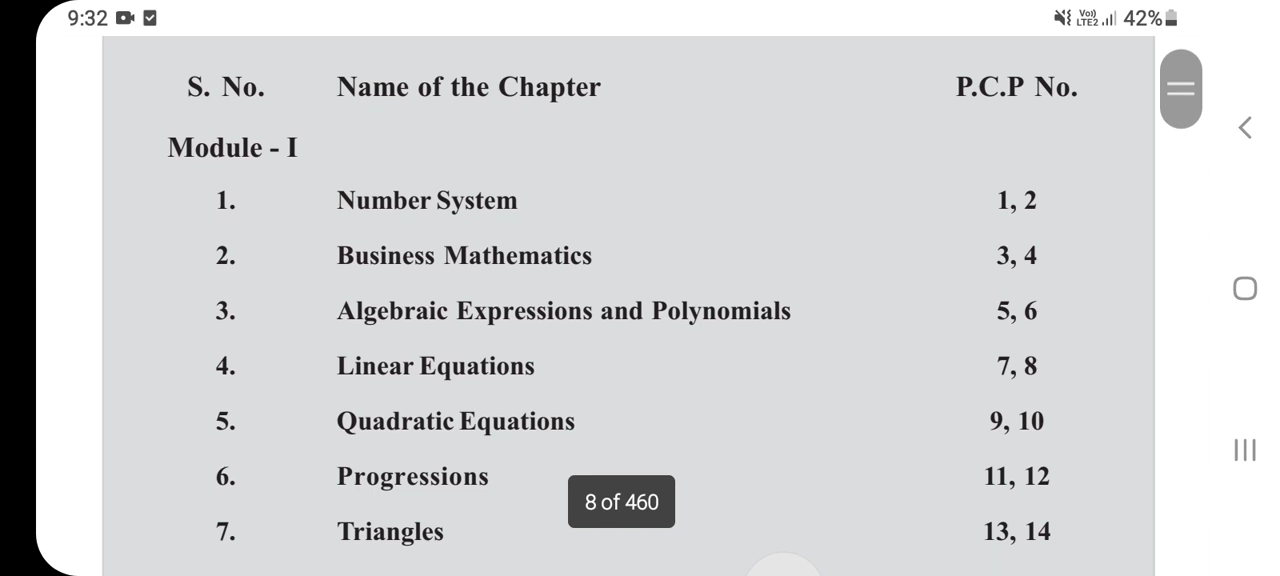 9:32 Vo)) LTE2 42%
S. No. Name of the Chapter P.C.P No.
Module - I
1. Number System 1, 2
2. Business Mathematics 3, 4
3. Algebraic Expressions and Polynomials 5, 6
4. Linear Equations 7, 8
5. Quadratic Equations 9, 10
6. Progressions 11, 12
8 of 460
7. Triangles 13, 14